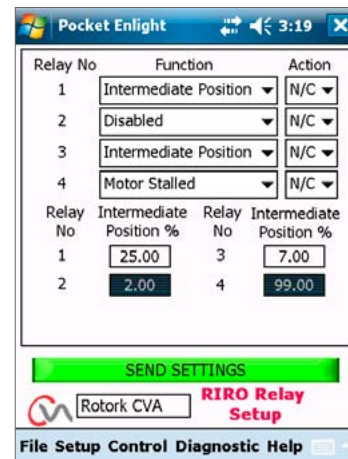 Pocket Enlight 3:19 X
Relay No Function Action
1 Intermediate Position N/C
2 Disabled N/C
3 Intermediate Position N/C
4 Motor Stalled N/C
Relay Intermediate Relay Intermediate
No Position % No Position %
1 25.00 3 7.00
2 2.00 4 99.00
SEND SETTINGS
Rotork CVA RIRO Relay
Setup
File Setup Control Diagnostic Help